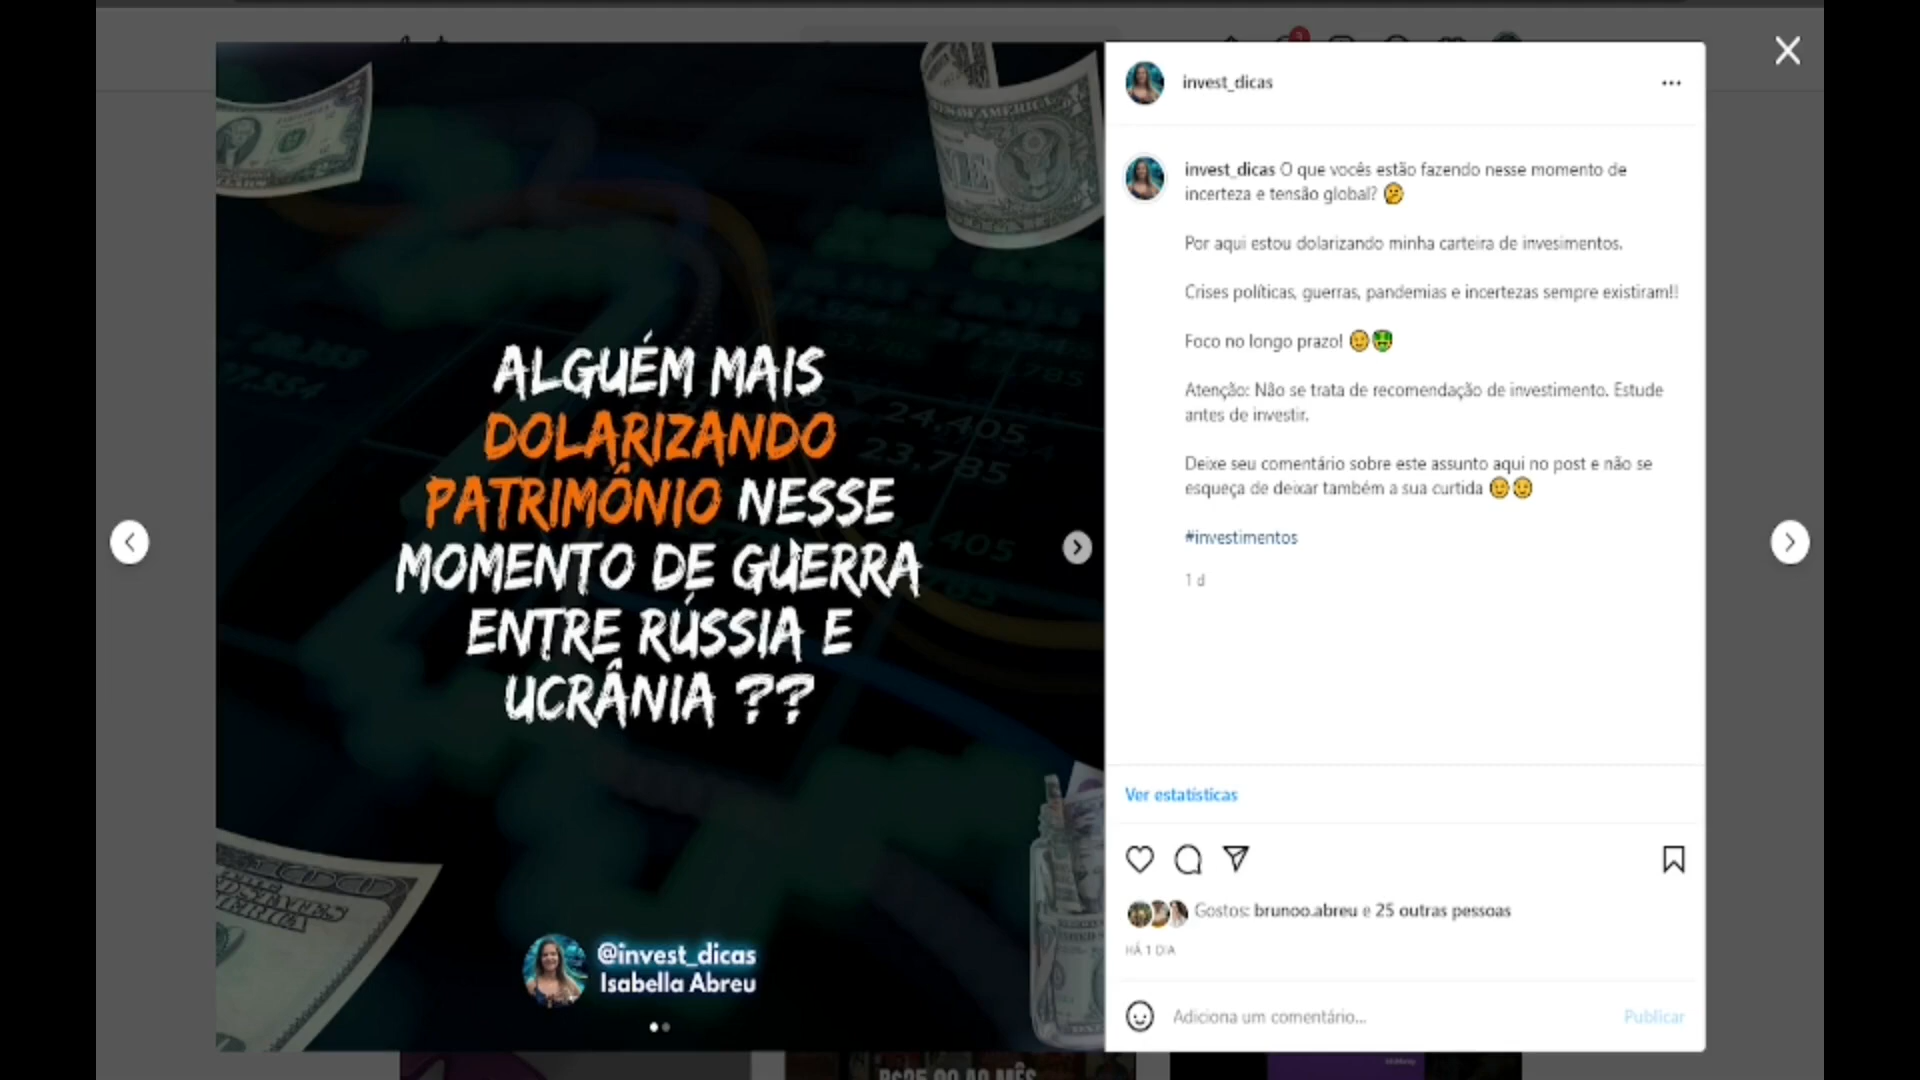 ALGUÉM MAIS
DOLARIZANDO
PATRIMÔNIO NESSE
MOMENTO DE GUERRA
ENTRE RÚSSIA E
UCRÂNIA ??
@invest_dicas
Isabella Abreu
invest_dicas
invest_dicas O que vocês estão fazendo nesse momento de
incerteza e tensão global?
Por aqui estou dolarizando minha carteira de invesimentos.
Crises políticas, guerras, pandemias e incertezas sempre existiram!!
Foco no longo prazo!
Atenção: Não se trata de recomendação de investimento. Estude
antes de investir.
Deixe seu comentário sobre este assunto aqui no post e não se
esqueça de deixar também a sua curtida
#investimentos
1 d
Ver estatísticas
Gostos: brunoo.abreu e 25 outras pessoas
HÁ 1 DIA
Adiciona um comentário...
Publicar
24,405
23,785